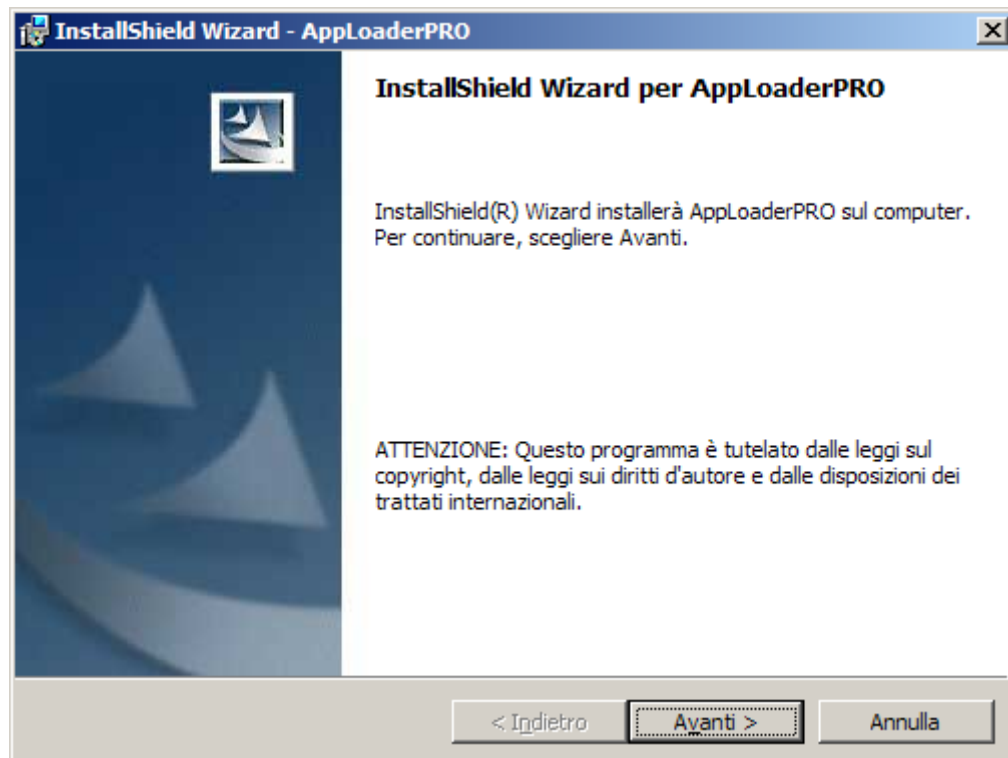 InstallShield Wizard - AppLoaderPRO
InstallShield Wizard per AppLoaderPRO
InstallShield(R) Wizard installerà AppLoaderPRO sul computer.
Per continuare, scegliere Avanti.
ATTENZIONE: Questo programma è tutelato dalle leggi sul
copyright, dalle leggi sui diritti d'autore e dalle disposizioni dei
trattati internazionali.
< Indietro
Avanti >
Annulla